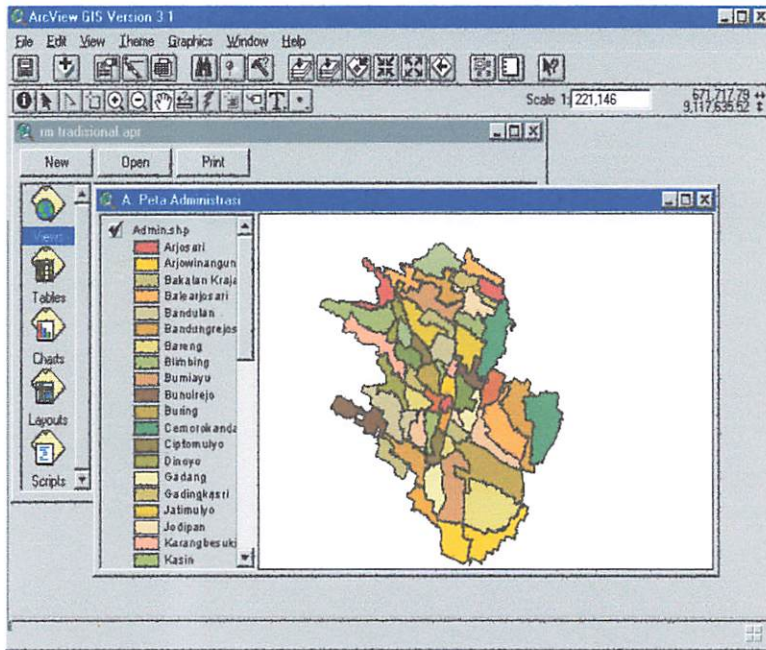 ArcView GIS Version 3.1
File Edit View Theme Graphics Window Help
Scale 1: 221,146
671,717.79
9,117,635.52
rm tradisional.apr
New Open Print
Views
Tables
Charts
Layouts
Scripts
A. Peta Administrasi
Admin.shp
Arjosari
Arjowinangun
Bakalan Kraja
Balearjosari
Bandulan
Bandungrejos
Bareng
Blimbing
Bumiayu
Bunulrejo
Buring
Cemorokanda
Ciptomulyo
Dinoyo
Gadang
Gadingkasri
Jatimulyo
Jodipan
Karangbesuki
Kasin